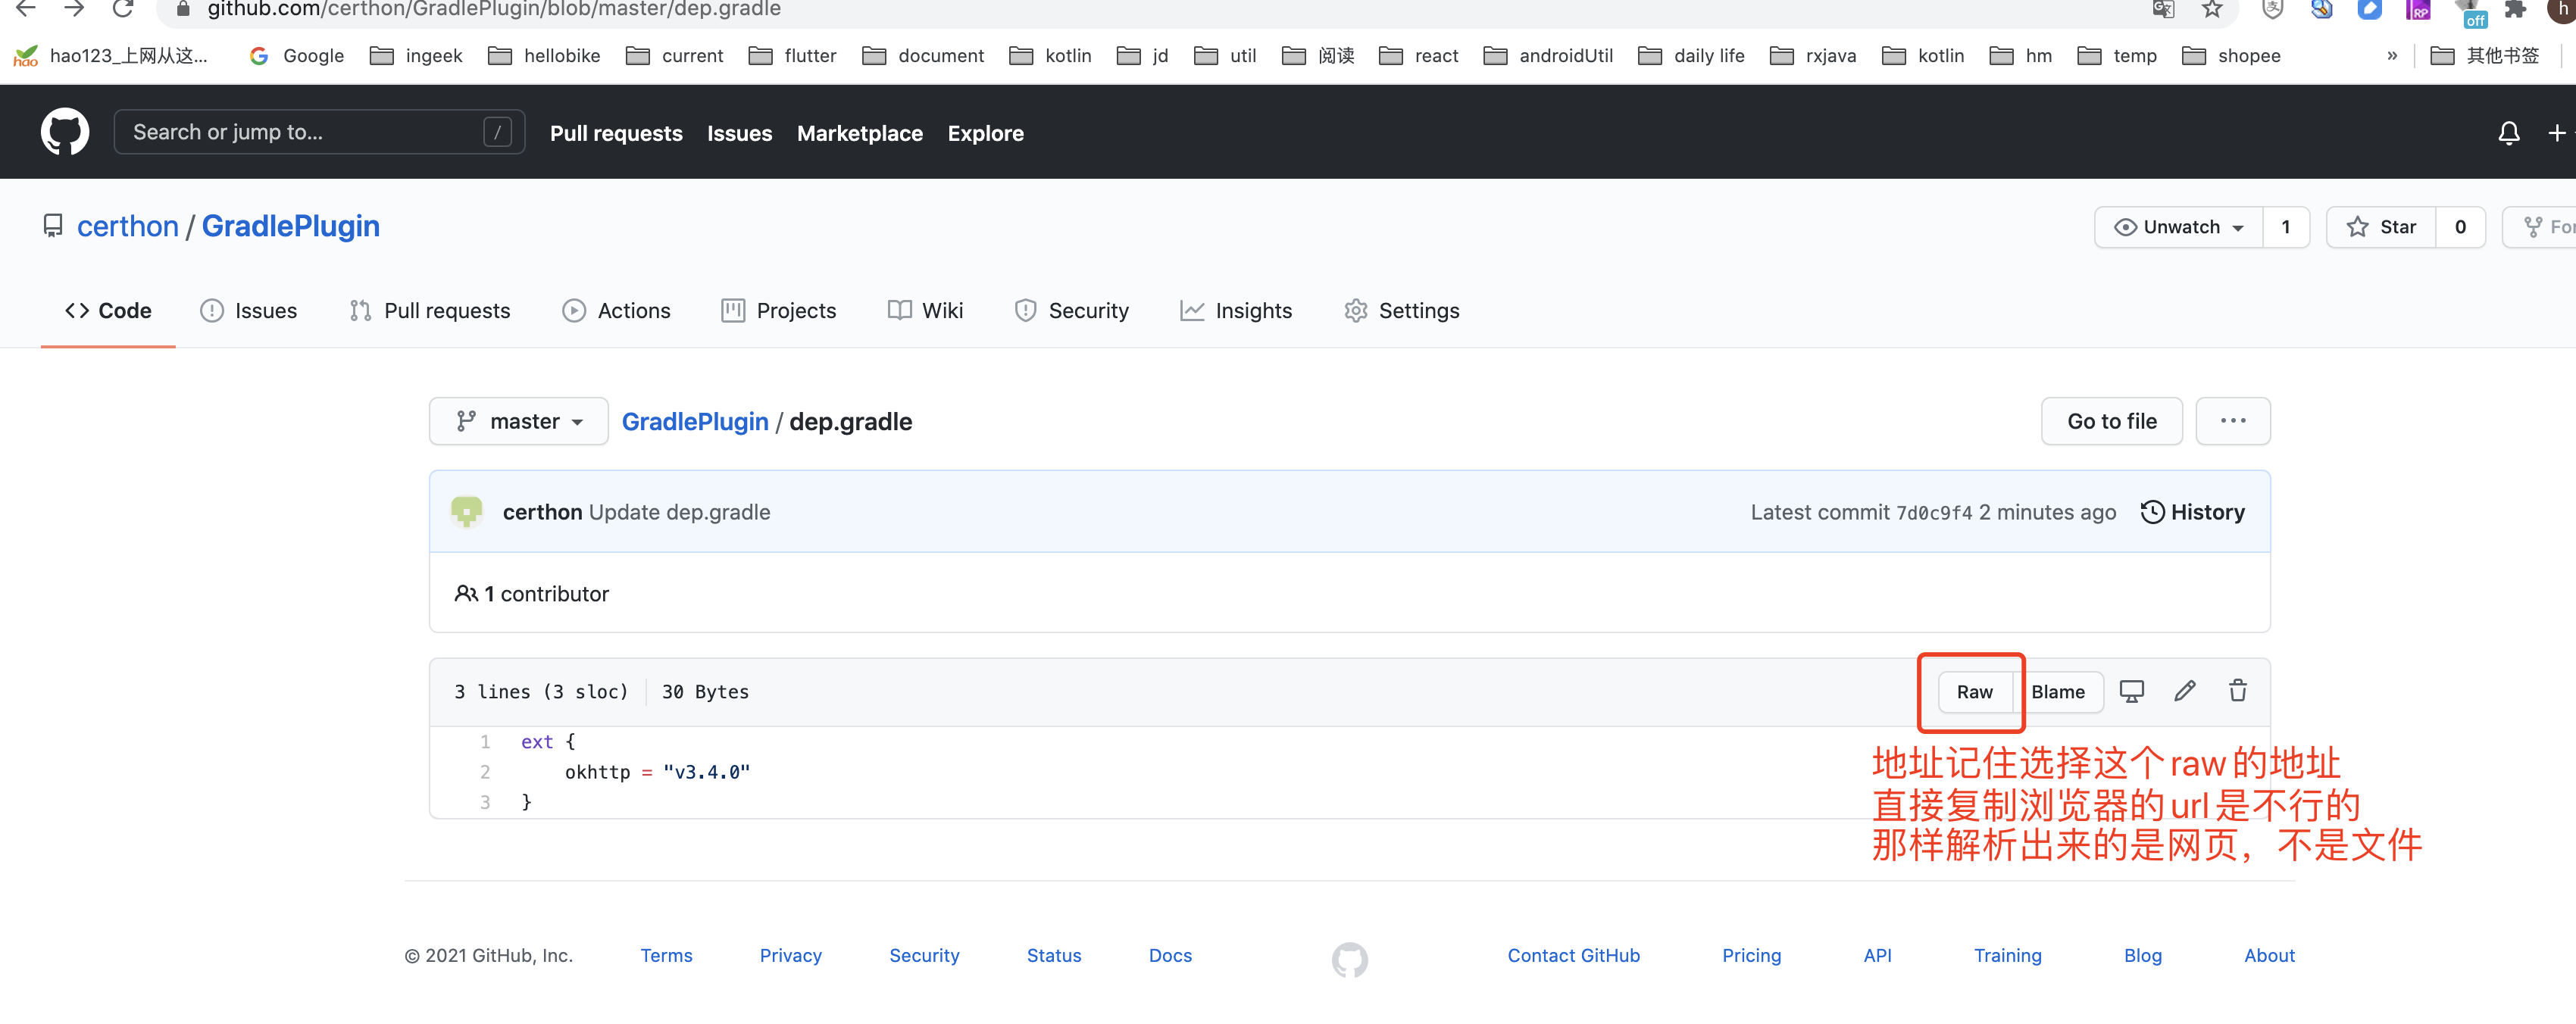 github.com/certhon/GradlePlugin/blob/master/dep.gradle
off
h
hao123_上网从这...
Google
ingeek
hellobike
current
flutter
document
kotlin
jd
util
阅读
react
androidUtil
daily life
rxjava
kotlin
hm
temp
shopee
»
其他书签
Search or jump to...
/
Pull requests
Issues
Marketplace
Explore
certhon / GradlePlugin
Unwatch
1
Star
0
For
Code
Issues
Pull requests
Actions
Projects
Wiki
Security
Insights
Settings
master
GradlePlugin / dep.gradle
Go to file
...
certhon Update dep.gradle
Latest commit 7d0c9f4 2 minutes ago
History
1 contributor
3 lines (3 sloc)
30 Bytes
Raw
Blame
1 ext {
2 okhttp = "v3.4.0"
3 }
地址记住选择这个raw的地址
直接复制浏览器的url是不行的
那样解析出来的是网页，不是文件
© 2021 GitHub, Inc.
Terms
Privacy
Security
Status
Docs
Contact GitHub
Pricing
API
Training
Blog
About